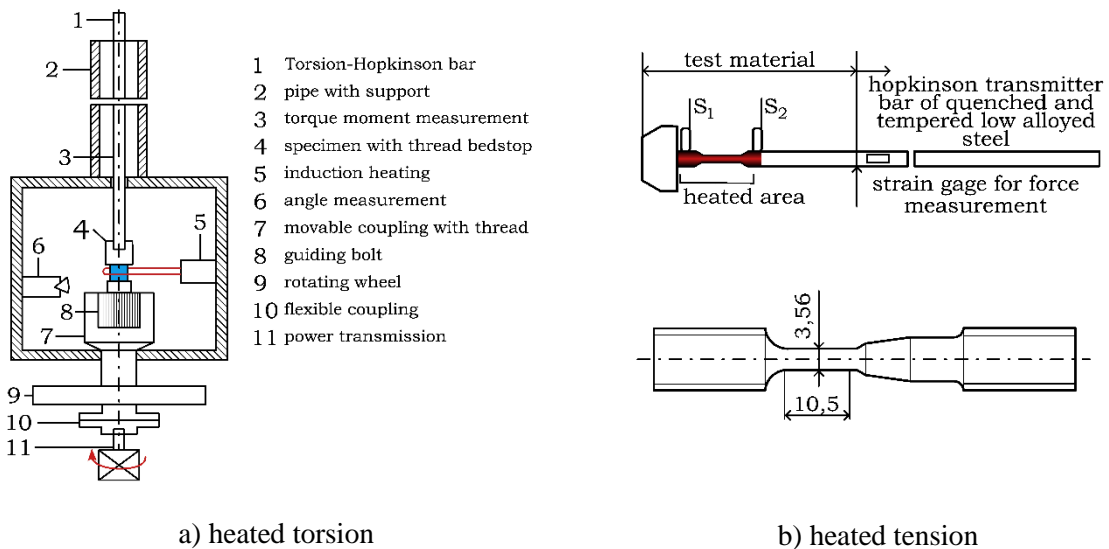 1
2
3
4
5
6
7
8
9
10
11
1 Torsion-Hopkinson bar
2 pipe with support
3 torque moment measurement
4 specimen with thread bedstop
5 induction heating
6 angle measurement
7 movable coupling with thread
8 guiding bolt
9 rotating wheel
10 flexible coupling
11 power transmission
a) heated torsion
test material
hopkinson transmitter
bar of quenched and
tempered low alloyed
steel
S1
S2
heated area
strain gage for force
measurement
3,56
10,5
b) heated tension